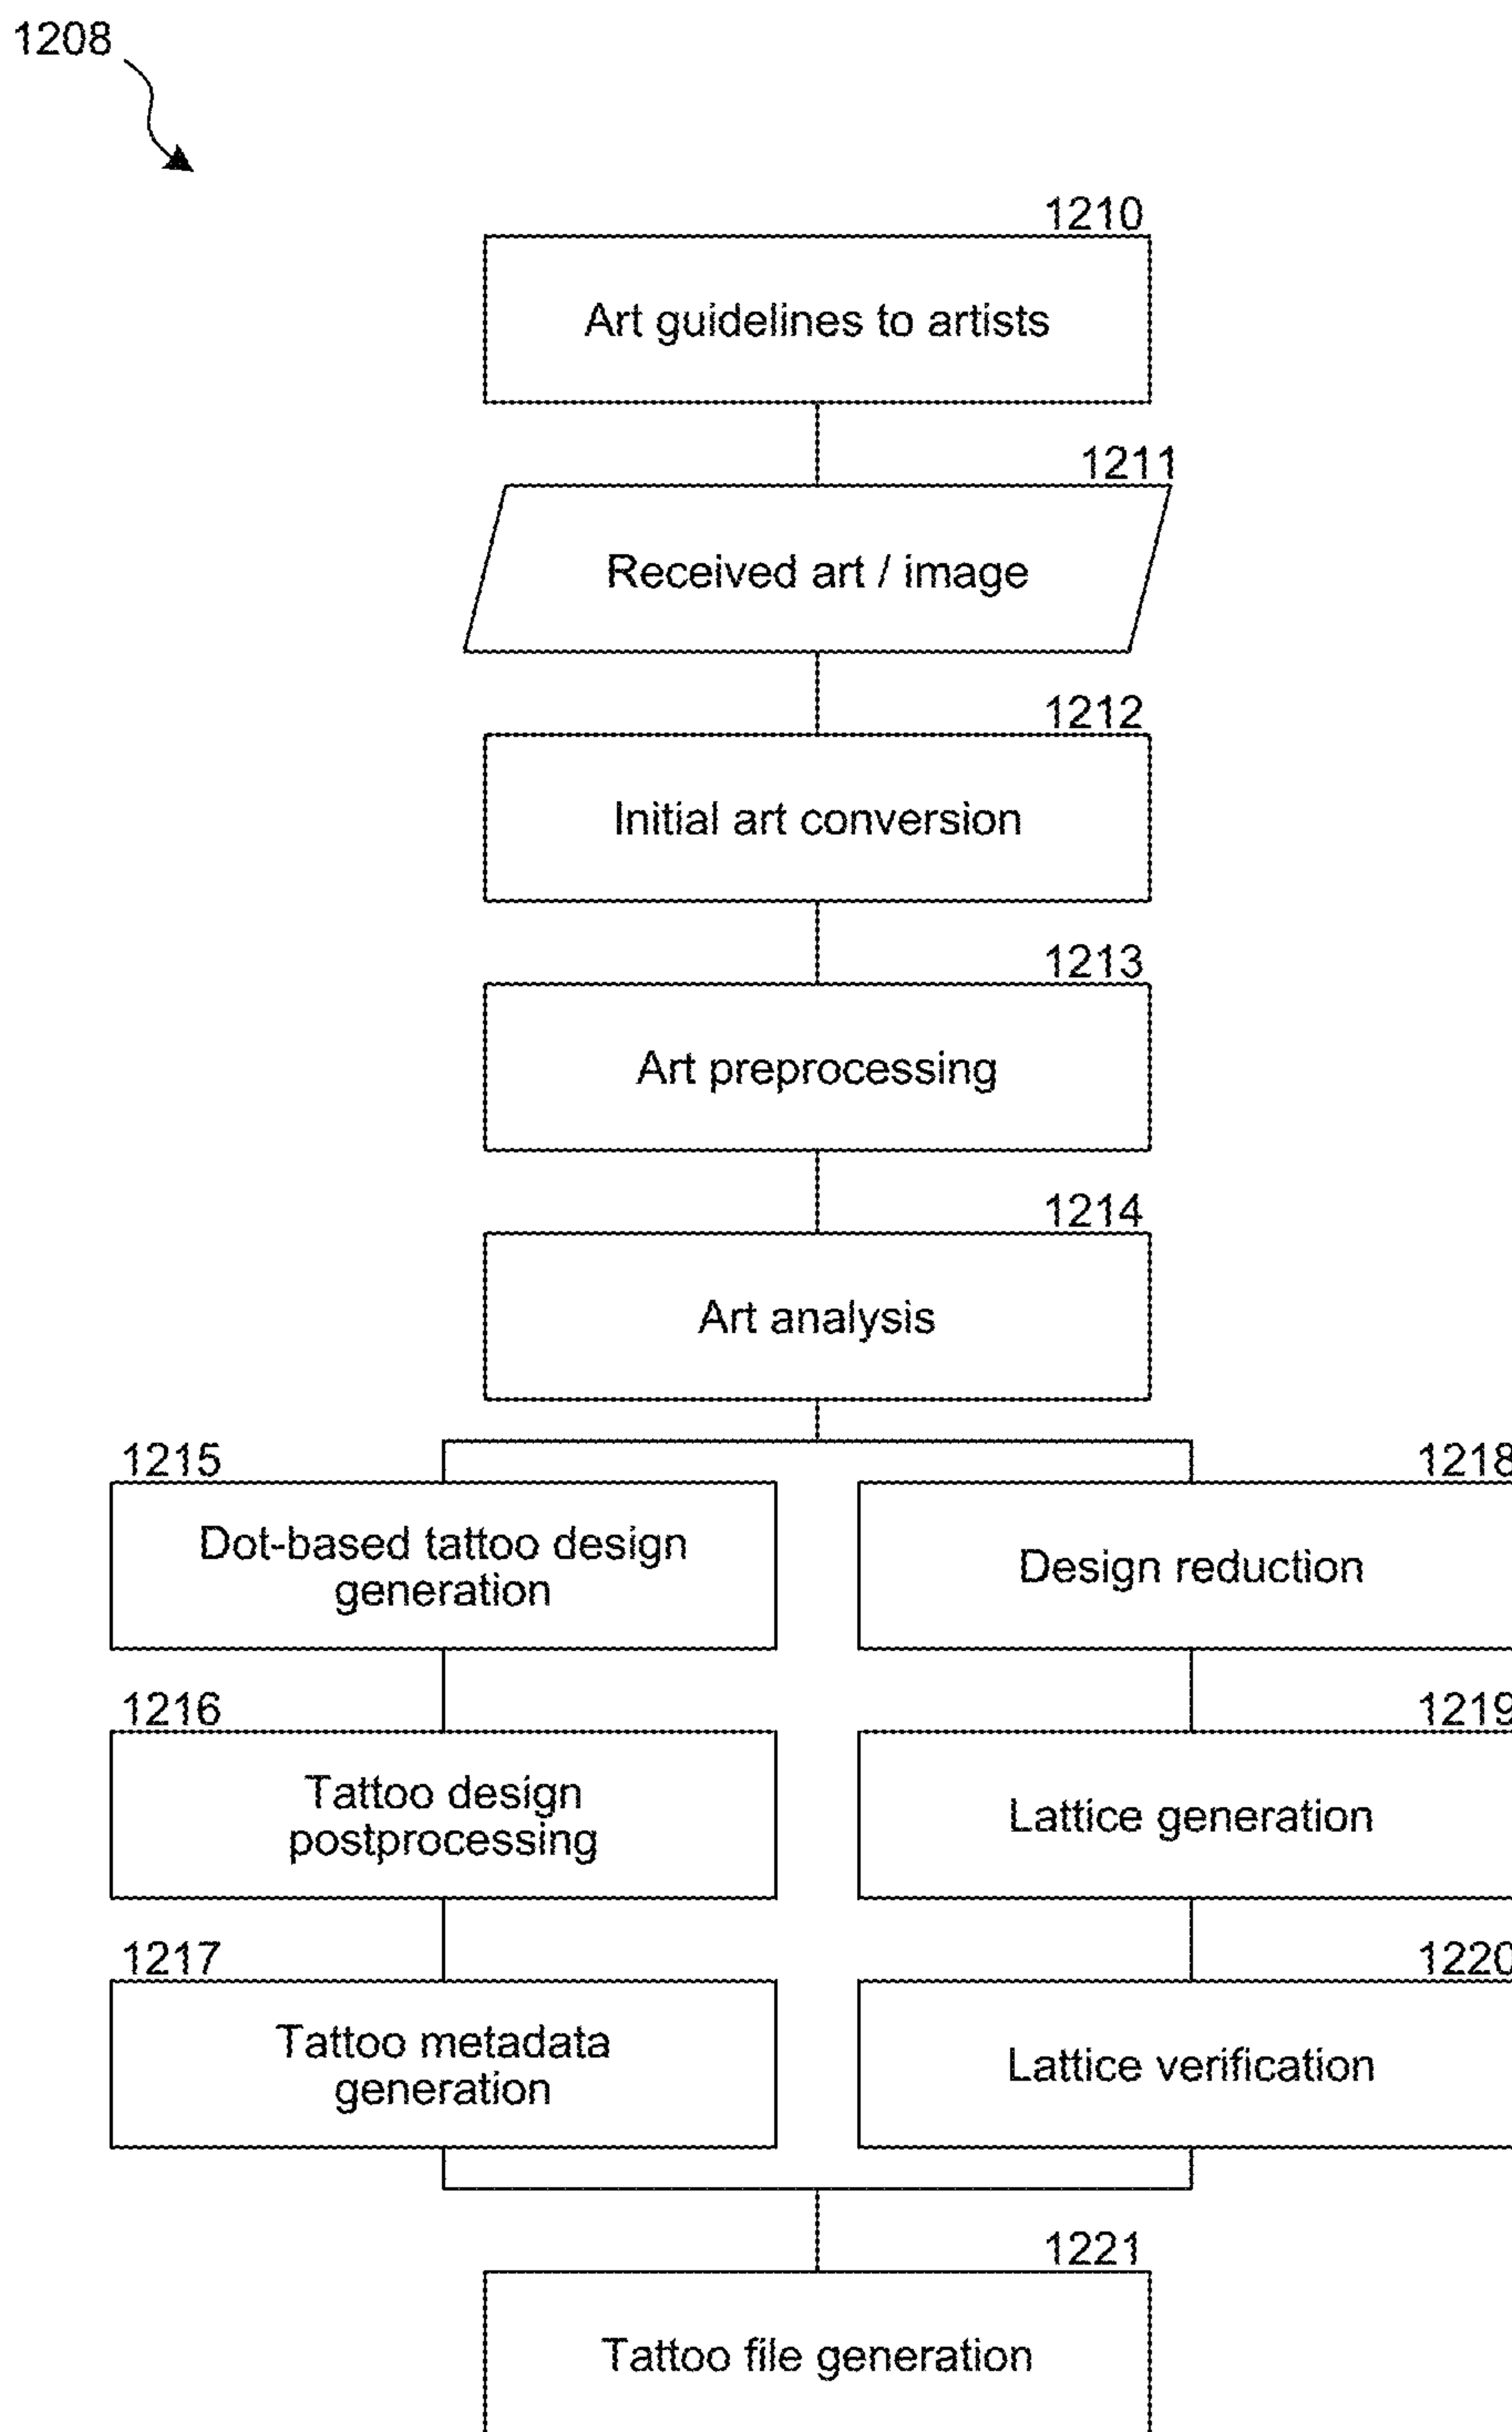 1208
1210
Art guidelines to artists
1211
Received art / image
1212
Initial art conversion
1213
Art preprocessing
1214
Art analysis
1215
Dot-based tattoo design
generation
1216
Tattoo design
postprocessing
1217
Tattoo metadata
generation
1218
Design reduction
1219
Lattice generation
1220
Lattice verification
1221
Tattoo file generation